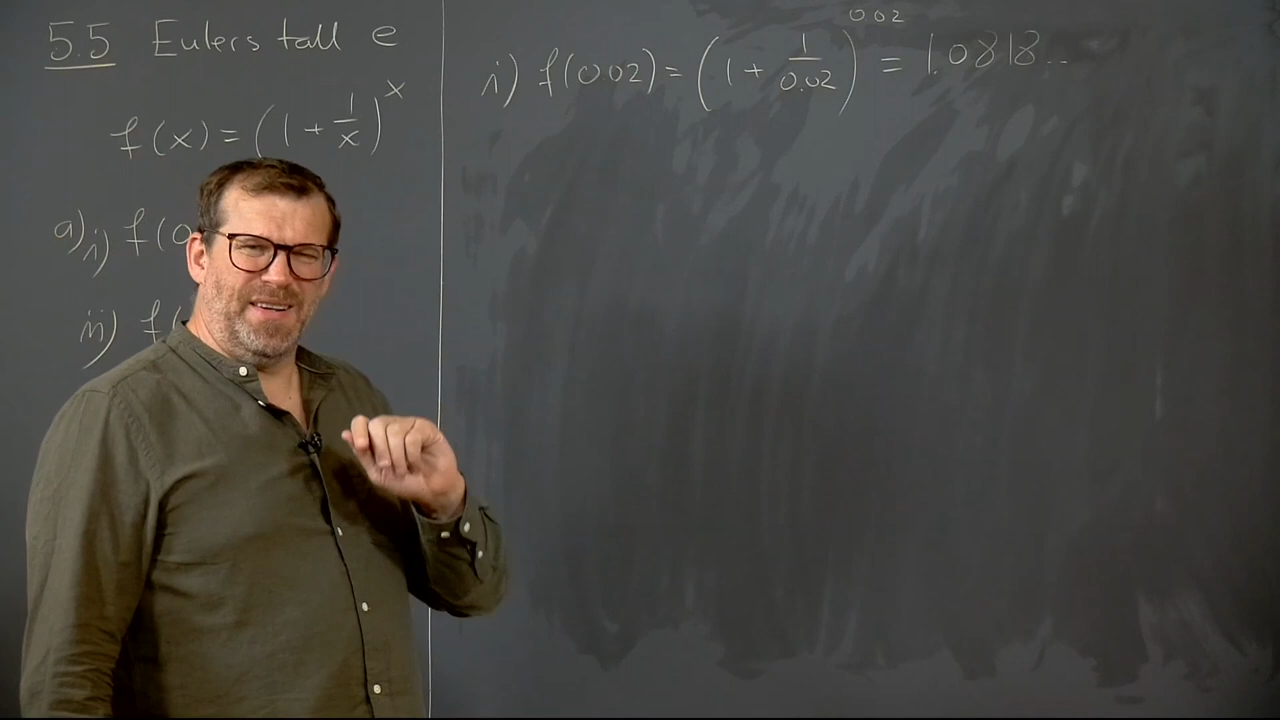 5.5 Eulers tall e
f(x) = (1 + 1/x)^x
a) i) f(0
ii) f(
i) f(0.02) = (1 + 1/0.02)^0.02 = 1.0818...